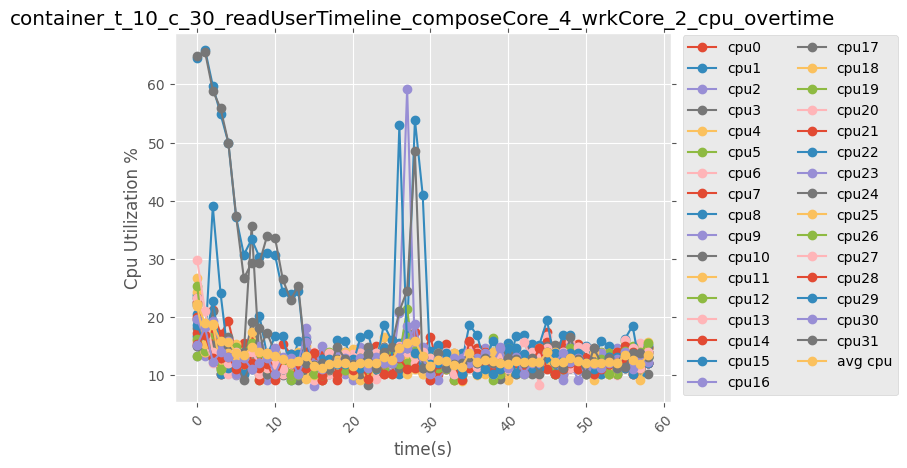 container_t_10_c_30_readUserTimeline_composeCore_4_wrkCore_2_cpu_overtime
Cpu Utilization %
60
50
40
30
20
10
0
10
20
30
40
50
60
time(s)
cpu0
cpu1
cpu2
cpu3
cpu4
cpu5
cpu6
cpu7
cpu8
cpu9
cpu10
cpu11
cpu12
cpu13
cpu14
cpu15
cpu16
cpu17
cpu18
cpu19
cpu20
cpu21
cpu22
cpu23
cpu24
cpu25
cpu26
cpu27
cpu28
cpu29
cpu30
cpu31
avg cpu